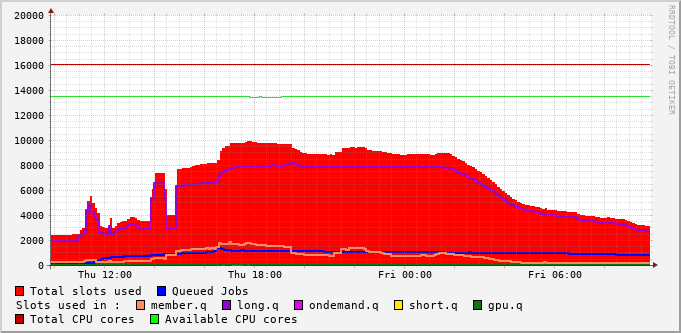 20000
18000
16000
14000
12000
10000
8000
6000
4000
2000
0
Thu 12:00 Thu 18:00 Fri 00:00 Fri 06:00
RRDTOOL / TOBI OETIKER
Total slots used Queued Jobs
Slots used in : member.q long.q ondemand.q short.q gpu.q
Total CPU cores Available CPU cores